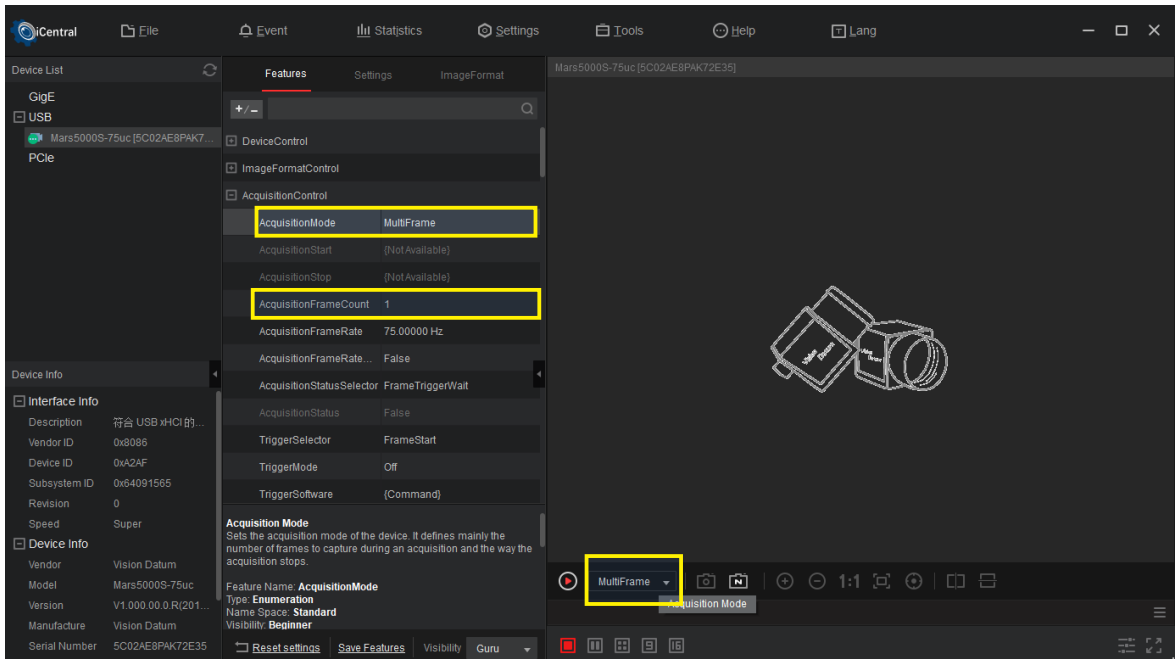 iCentral File Event Statistics Settings Tools Help Lang
Device List
GigE
USB
Mars5000S-75uc [5C02AE8PAK7...
PCIe
Device Info
Interface Info
Description 符合 USB xHCI 的...
Vendor ID 0x8086
Device ID 0xA2AF
Subsystem ID 0x64091565
Revision 0
Speed Super
Device Info
Vendor Vision Datum
Model Mars5000S-75uc
Version V1.000.00.0.R(201...
Manufacture Vision Datum
Serial Number 5C02AE8PAK72E35
Features Settings ImageFormat
+/-
DeviceControl
ImageFormatControl
AcquisitionControl
AcquisitionMode MultiFrame
AcquisitionStart {Not Available}
AcquisitionStop {Not Available}
AcquisitionFrameCount 1
AcquisitionFrameRate 75.00000 Hz
AcquisitionFrameRate... False
AcquisitionStatusSelector FrameTriggerWait
AcquisitionStatus False
TriggerSelector FrameStart
TriggerMode Off
TriggerSoftware {Command}
Acquisition Mode
Sets the acquisition mode of the device. It defines mainly the
number of frames to capture during an acquisition and the way the
acquisition stops.
Feature Name: AcquisitionMode
Type: Enumeration
Name Space: Standard
Visibility: Beginner
Reset settings Save Features Visibility Guru
Mars5000S-75uc [5C02AE8PAK72E35]
Vision Datum
MultiFrame N 1:1
Acquisition Mode
9 16